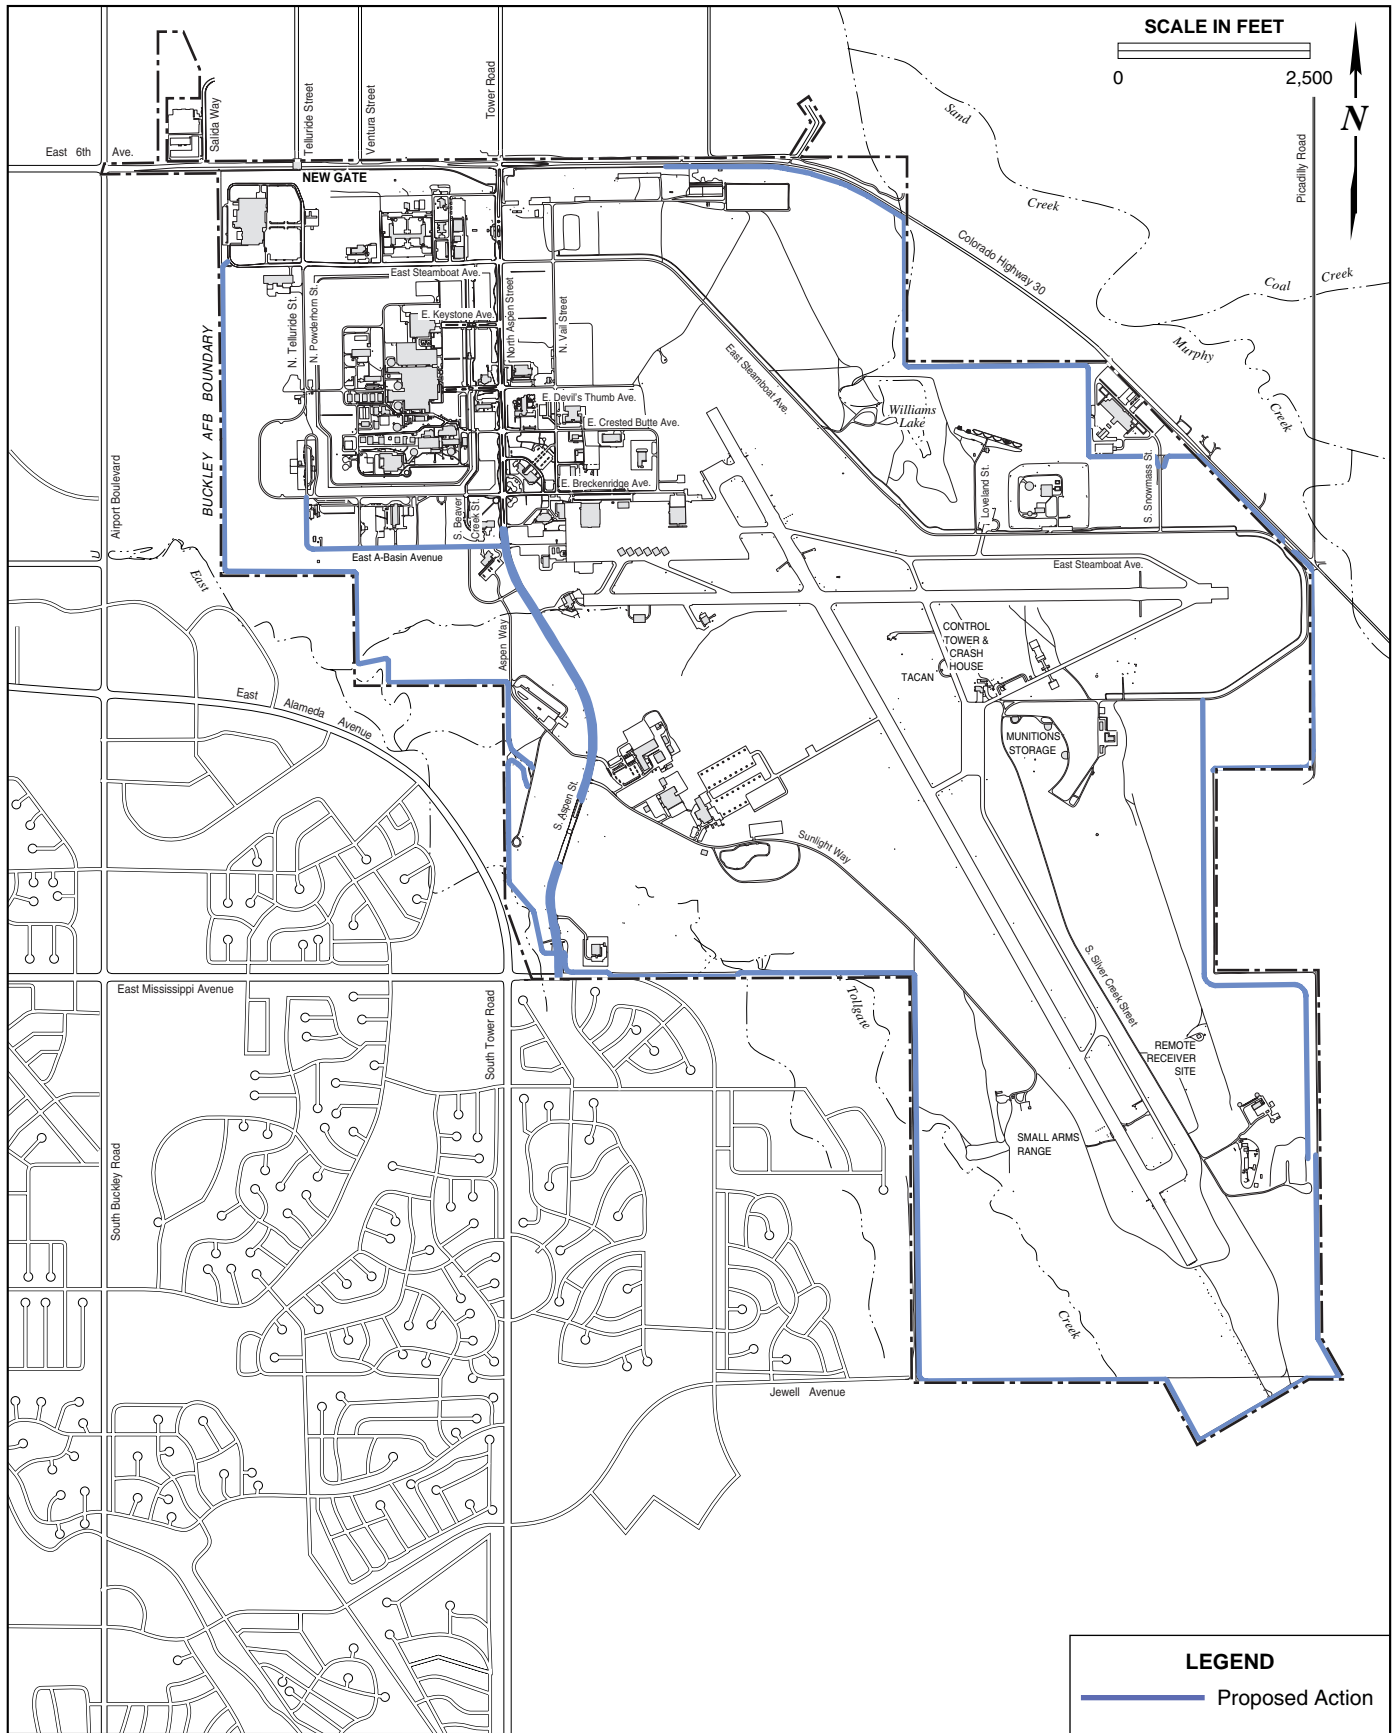 SCALE IN FEET
0 2,500
N
Sand
Creek
Picadilly Road
Salida Way
Telluride Street
Ventura Street
Tower Road
East 6th Ave.
NEW GATE
Colorado Highway 30
Coal Creek
Murphy
Creek
East Steamboat Ave.
E. Keystone Ave.
N. Telluride St.
N. Powderhorn St.
North Aspen Street
N. Vail Street
East Steamboat Ave.
BUCKLEY AFB BOUNDARY
Airport Boulevard
E. Devil's Thumb Ave.
E. Crested Butte Ave.
Williams
Lake
E. Breckenridge Ave.
S. Beaver
Creek St.
Loveland St.
S. Snowmass St.
East A-Basin Avenue
East Steamboat Ave.
East
Aspen Way
CONTROL
TOWER &
CRASH
HOUSE
TACAN
East Alameda Avenue
MUNITIONS
STORAGE
S. Aspen St.
Sunlight Way
S. Silver Creek Street
East Mississippi Avenue
South Tower Road
Tollgate
REMOTE
RECEIVER
SITE
SMALL ARMS
RANGE
South Buckley Road
Creek
Jewell Avenue
LEGEND
Proposed Action